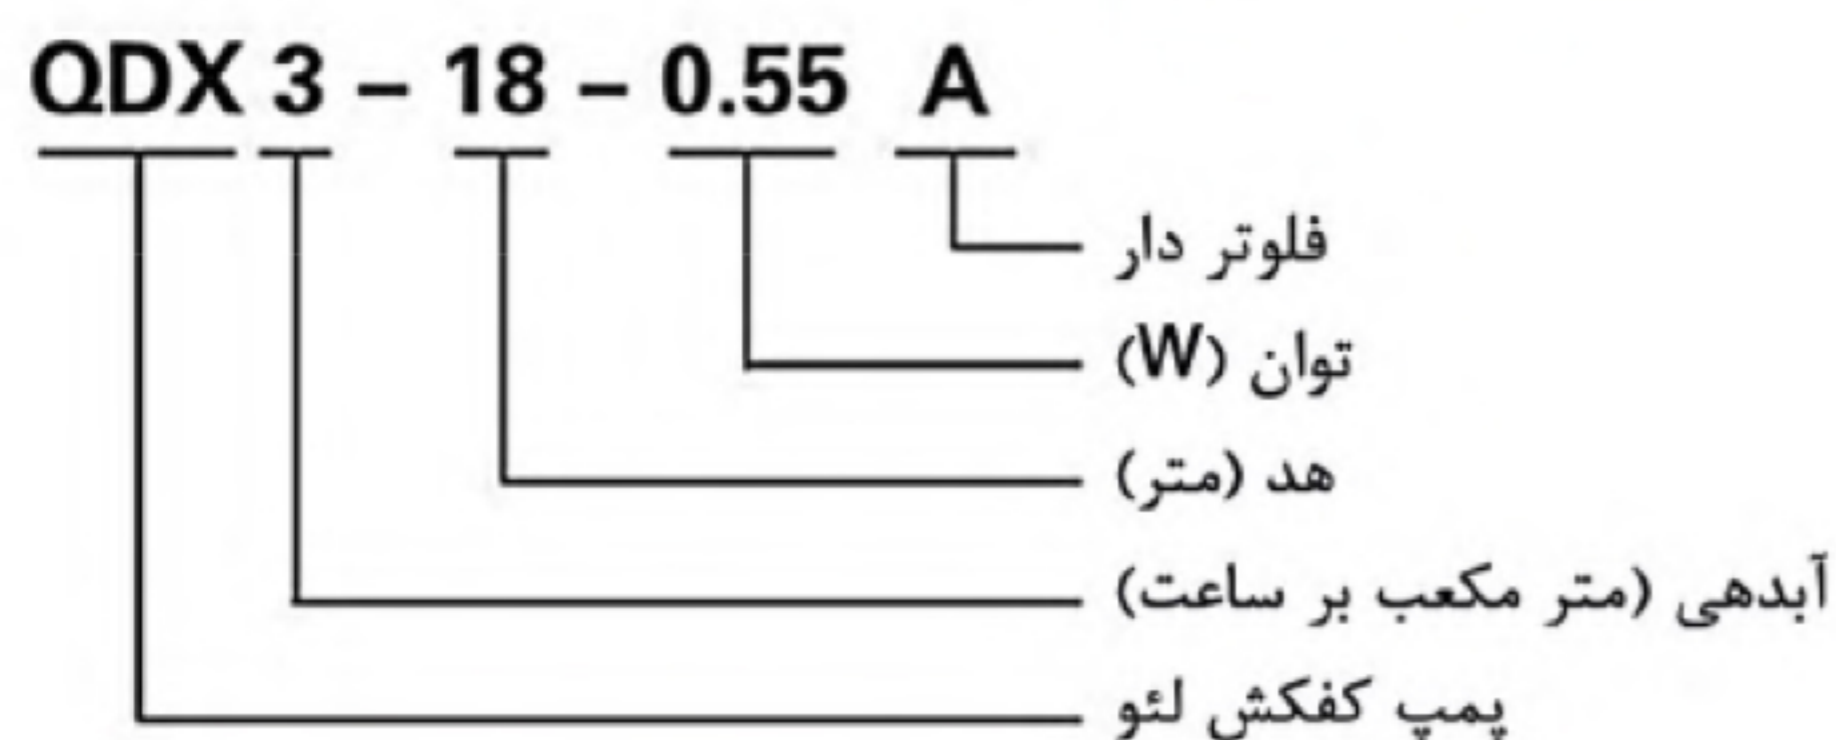 QDX 3 – 18 – 0.55 A
فلوتر دار
توان (W)
هد (متر)
آبدهی (متر مکعب بر ساعت)
پمپ کفکش لئو